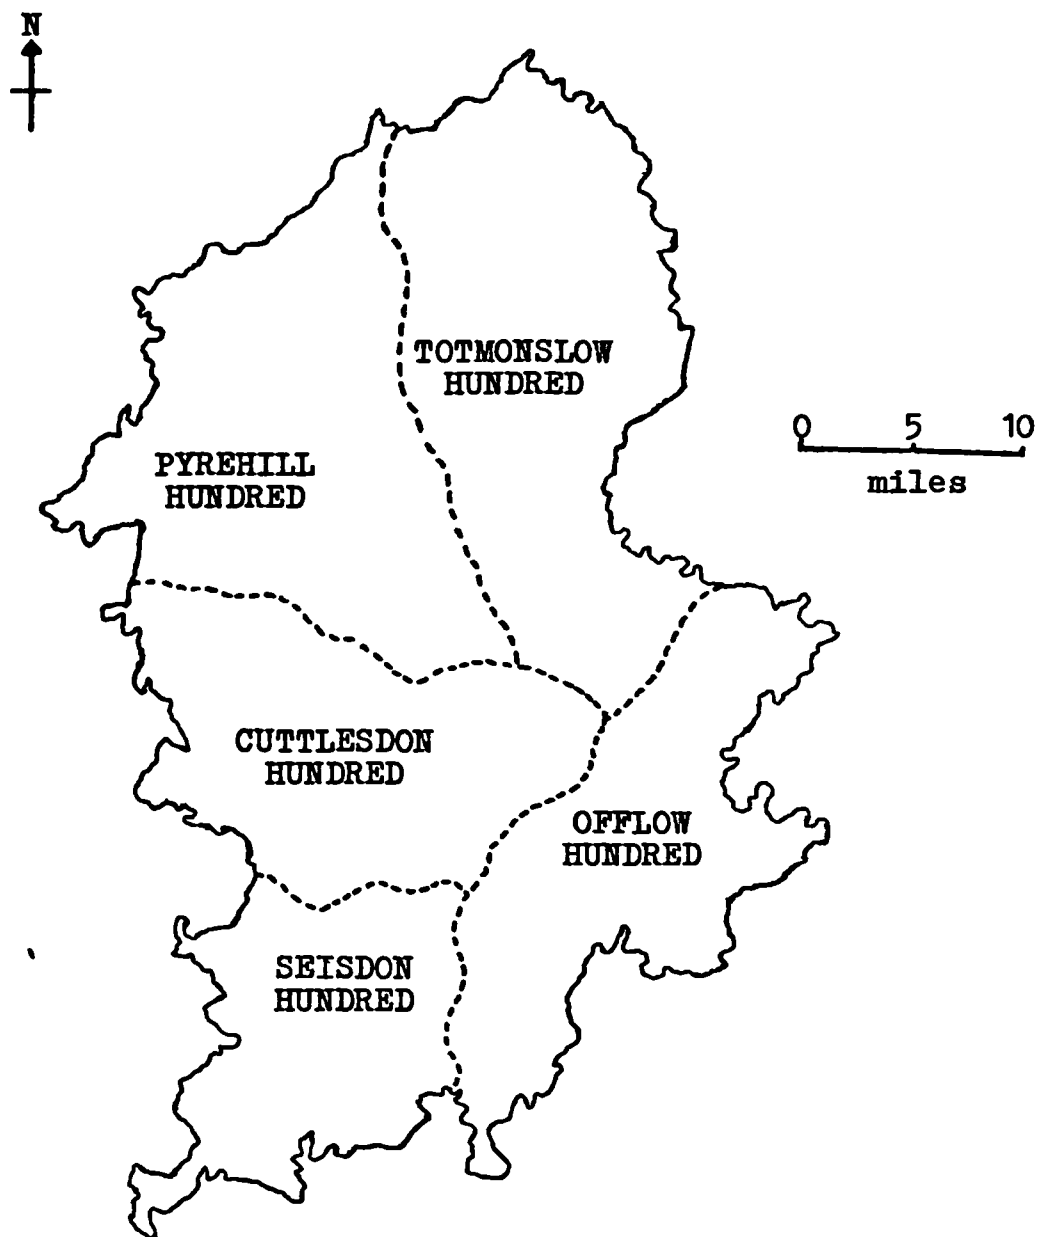 N
TOTMONSLOW
HUNDRED
0 5 10
miles
PYREHILL
HUNDRED
CUTTLESDON
HUNDRED
OFFLOW
HUNDRED
SEISDON
HUNDRED